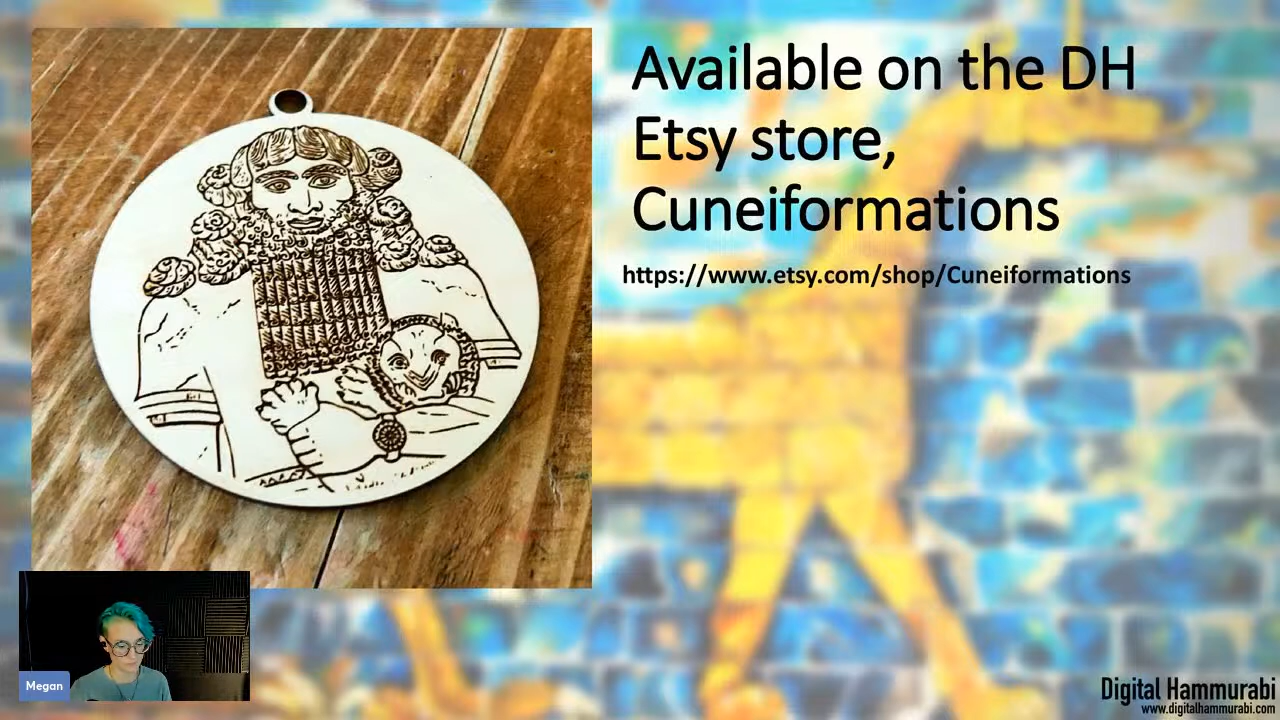 Available on the DH
Etsy store,
Cuneiformations
https://www.etsy.com/shop/Cuneiformations
Megan
Digital Hammurabi
www.digitalhammurabi.com